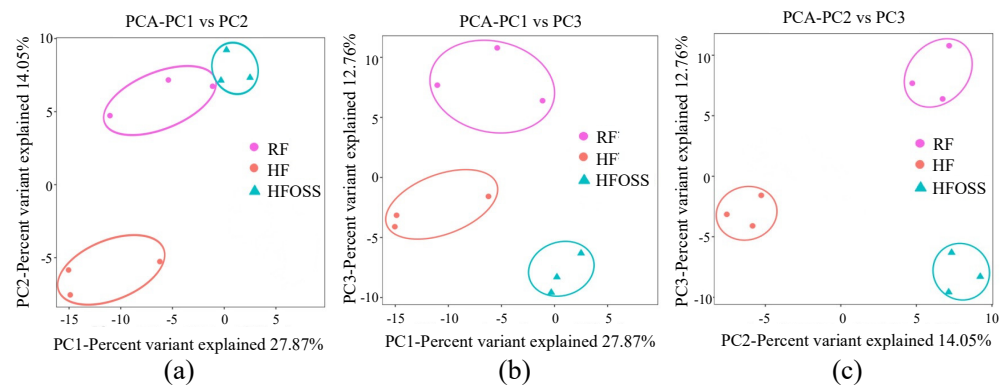 PCA-PC1 vs PC2
PC2-Percent variant explained 14.05%
10
5
0
-5
-15
-10
-5
0
5
10
RF
HF
HFOSS
PC1-Percent variant explained 27.87%
(a)
PCA-PC1 vs PC3
PC3-Percent variant explained 12.76%
10
5
0
-5
-10
-15
-10
-5
0
5
10
RF
HF
HFOSS
PC1-Percent variant explained 27.87%
(b)
PCA-PC2 vs PC3
PC3-Percent variant explained 12.76%
10
5
0
-5
-10
-5
0
5
10
RF
HF
HFOSS
PC2-Percent variant explained 14.05%
(c)